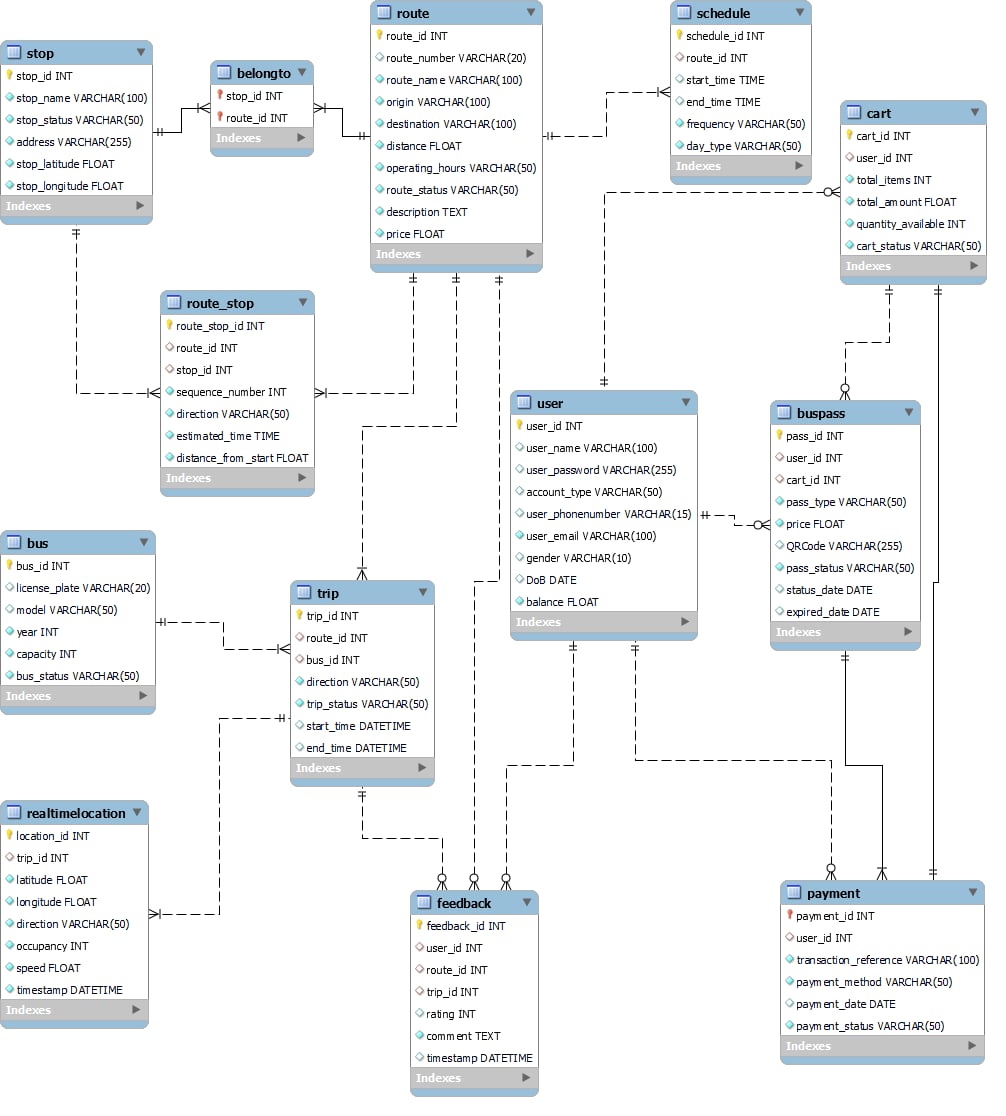 stop
stop_id INT
stop_name VARCHAR(100)
stop_status VARCHAR(50)
address VARCHAR(255)
stop_latitude FLOAT
stop_longitude FLOAT
Indexes
belongto
stop_id INT
route_id INT
Indexes
route
route_id INT
route_number VARCHAR(20)
route_name VARCHAR(100)
origin VARCHAR(100)
destination VARCHAR(100)
distance FLOAT
operating_hours VARCHAR(50)
route_status VARCHAR(50)
description TEXT
price FLOAT
Indexes
schedule
schedule_id INT
route_id INT
start_time TIME
end_time TIME
frequency VARCHAR(50)
day_type VARCHAR(50)
Indexes
cart
cart_id INT
user_id INT
total_items INT
total_amount FLOAT
quantity_available INT
cart_status VARCHAR(50)
Indexes
route_stop
route_stop_id INT
route_id INT
stop_id INT
sequence_number INT
direction VARCHAR(50)
estimated_time TIME
distance_from_start FLOAT
Indexes
user
user_id INT
user_name VARCHAR(100)
user_password VARCHAR(255)
account_type VARCHAR(50)
user_phonenumber VARCHAR(15)
user_email VARCHAR(100)
gender VARCHAR(10)
DoB DATE
balance FLOAT
Indexes
buspass
pass_id INT
user_id INT
cart_id INT
pass_type VARCHAR(50)
price FLOAT
QRCode VARCHAR(255)
pass_status VARCHAR(50)
status_date DATE
expired_date DATE
Indexes
bus
bus_id INT
license_plate VARCHAR(20)
model VARCHAR(50)
year INT
capacity INT
bus_status VARCHAR(50)
Indexes
trip
trip_id INT
route_id INT
bus_id INT
direction VARCHAR(50)
trip_status VARCHAR(50)
start_time DATETIME
end_time DATETIME
Indexes
realtimelocation
location_id INT
trip_id INT
latitude FLOAT
longitude FLOAT
direction VARCHAR(50)
occupancy INT
speed FLOAT
timestamp DATETIME
Indexes
feedback
feedback_id INT
user_id INT
route_id INT
trip_id INT
rating INT
comment TEXT
timestamp DATETIME
Indexes
payment
payment_id INT
user_id INT
transaction_reference VARCHAR(100)
payment_method VARCHAR(50)
payment_date DATE
payment_status VARCHAR(50)
Indexes